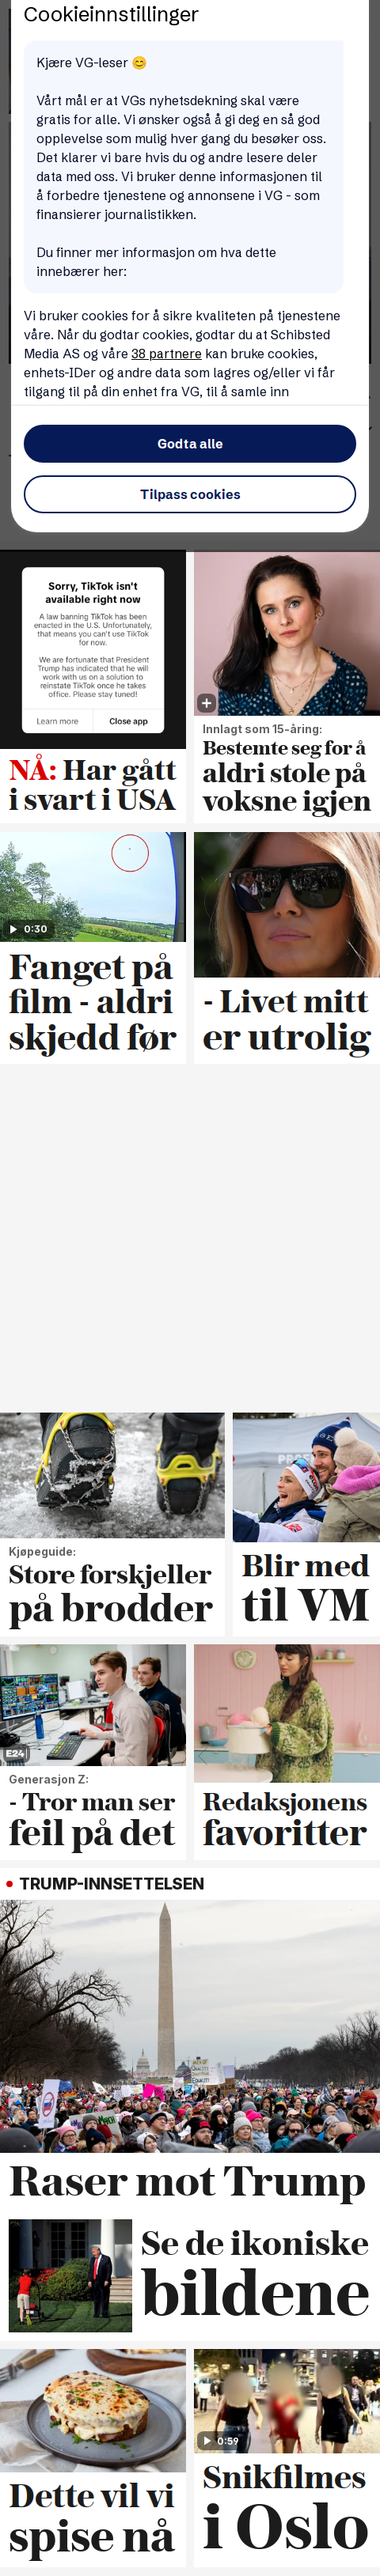 Cookieinnstillinger
Kjære VG-leser 😊
Vårt mål er at VGs nyhetsdekning skal være
gratis for alle. Vi ønsker også å gi deg en så god
opplevelse som mulig hver gang du besøker oss.
Det klarer vi bare hvis du og andre lesere deler
data med oss. Vi bruker denne informasjonen til
å forbedre tjenestene og annonsene i VG - som
finansierer journalistikken.
Du finner mer informasjon om hva dette
innebærer her:
Vi bruker cookies for å sikre kvaliteten på tjenestene
våre. Når du godtar cookies, godtar du at Schibsted
Media AS og våre 38 partnere kan bruke cookies,
enhets-IDer og andre data som lagres og/eller vi får
tilgang til på din enhet fra VG, til å samle inn
Godta alle
Tilpass cookies
Sorry, TikTok isn't
available right now
A law banning TikTok has been
enacted in the U.S. Unfortunately,
that means you can't use TikTok
for now.
We are fortunate that President
Trump has indicated that he will
work with us on a solution to
reinstate TikTok once he takes
office. Please stay tuned!
Learn more
Close app
NÅ: Har gått
i svart i USA
Innlagt som 15-åring:
Bestemte seg for å
aldri stole på
voksne igjen
0:30
Fanget på
film - aldri
skjedd før
- Livet mitt
er utrolig
Kjøpeguide:
Store forskjeller
på brodder
Blir med
til VM
E24
Generasjon Z:
- Tror man ser
feil på det
Redaksjonens
favoritter
TRUMP-INNSETTELSEN
Raser mot Trump
Se de ikoniske
bildene
Dette vil vi
spise nå
0:59
Snikfilmes
i Oslo